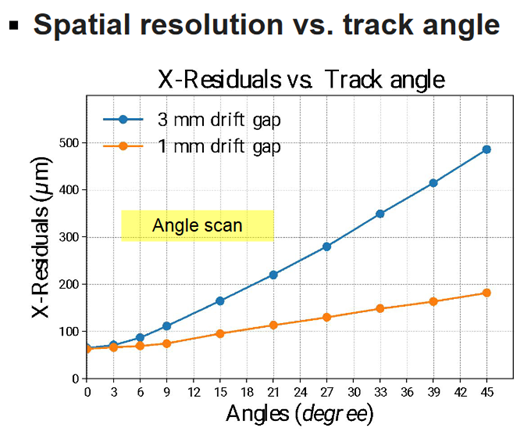 ▪ Spatial resolution vs. track angle
X-Residuals vs. Track angle
3 mm drift gap
1 mm drift gap
Angle scan
X-Residuals (μm)
500
400
300
200
100
0
0 3 6 9 12 15 18 21 24 27 30 33 36 39 42 45
Angles (degree)